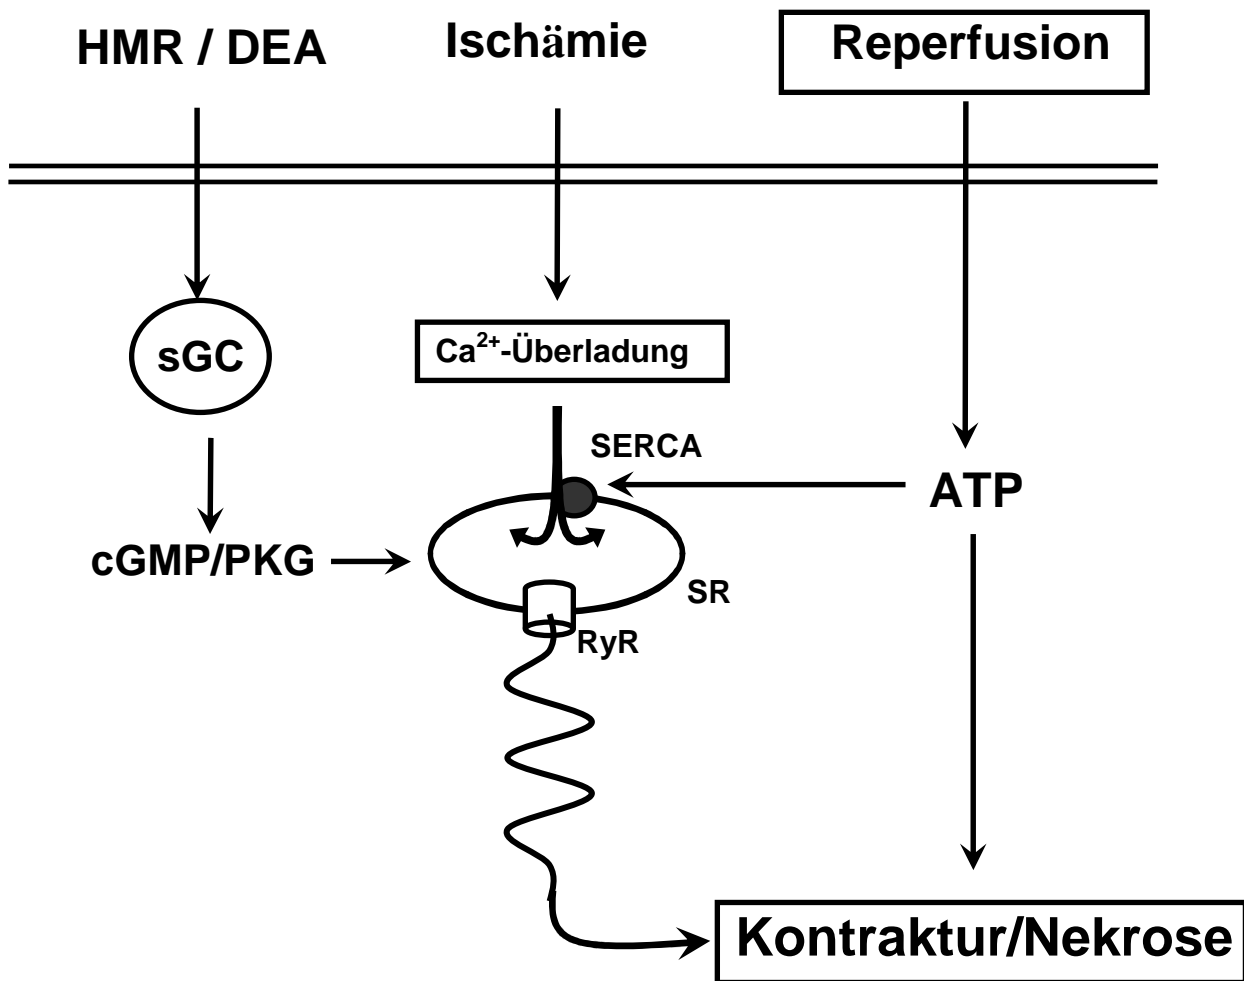 HMR / DEA
Ischämie
Reperfusion
sGC
Ca²⁺-Überladung
SERCA
ATP
cGMP/PKG
SR
RyR
Kontraktur/Nekrose